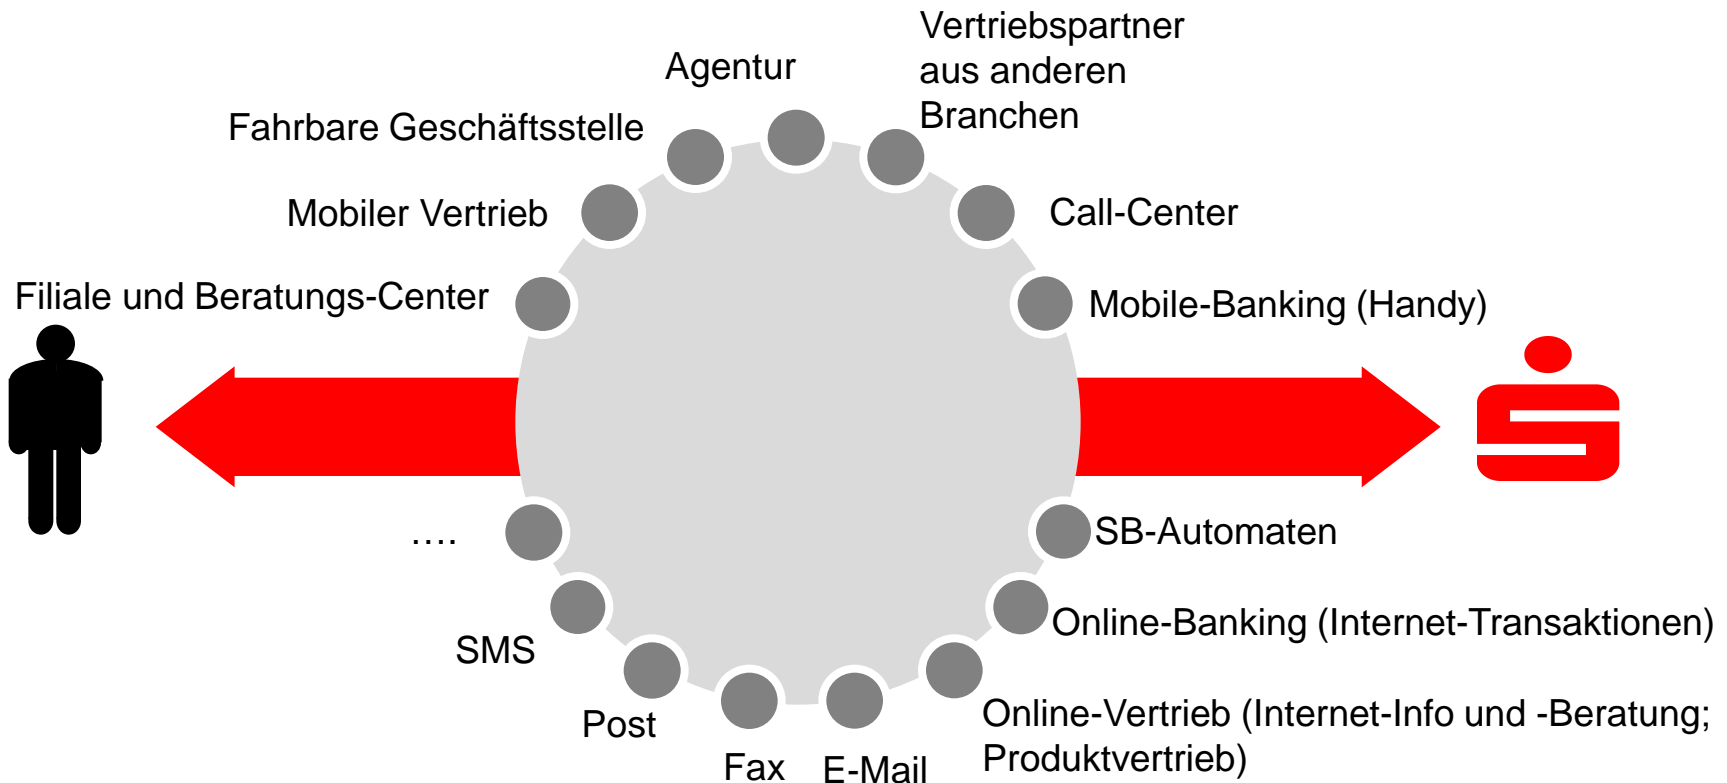 Vertriebspartner
aus anderen
Branchen
Agentur
Fahrbare Geschäftsstelle
Mobiler Vertrieb
Call-Center
Filiale und Beratungs-Center
Mobile-Banking (Handy)
....
SB-Automaten
SMS
Online-Banking (Internet-Transaktionen)
Post
Online-Vertrieb (Internet-Info und -Beratung;
Produktvertrieb)
Fax
E-Mail